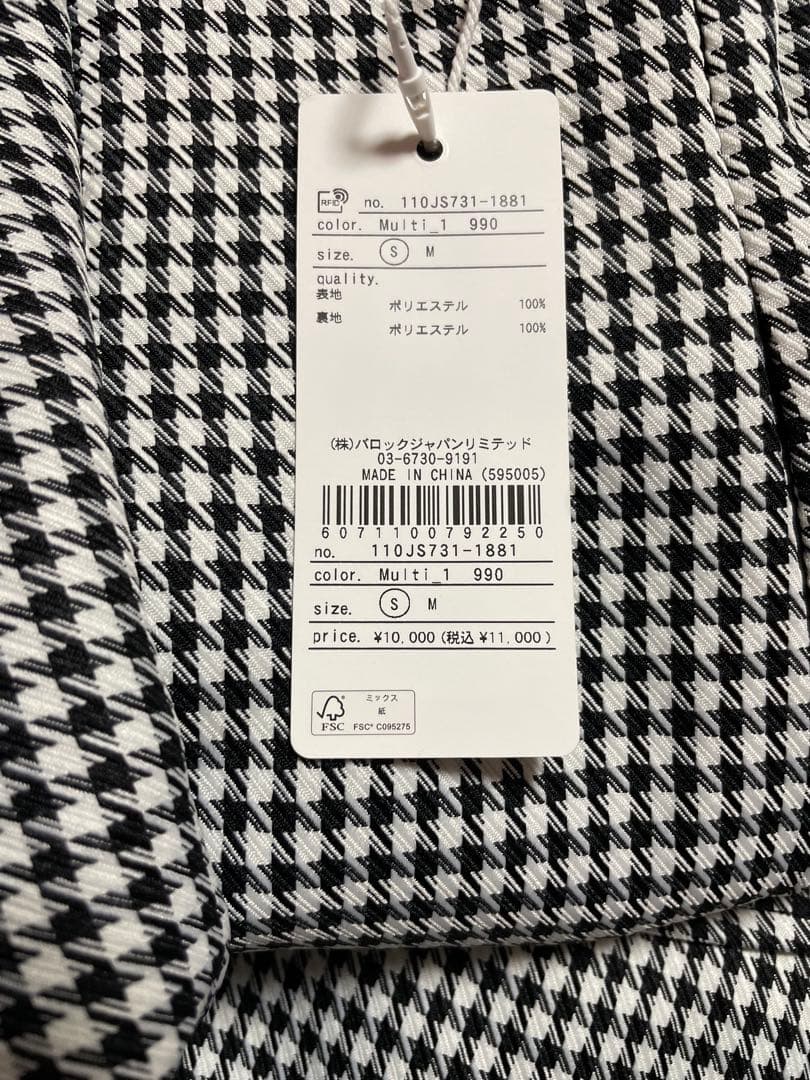 RFID no. 110JS731-1881
color. Multi_1 990
size. S M
quality.
表地
ポリエステル 100%
裏地
ポリエステル 100%
(株)バロックジャパンリミテッド
03-6730-9191
MADE IN CHINA (595005)
6071100792250
no. 110JS731-1881
color. Multi_1 990
size. S M
price. ¥10,000 (税込 ¥11,000)
ミックス
紙
FSC FSC® C095275